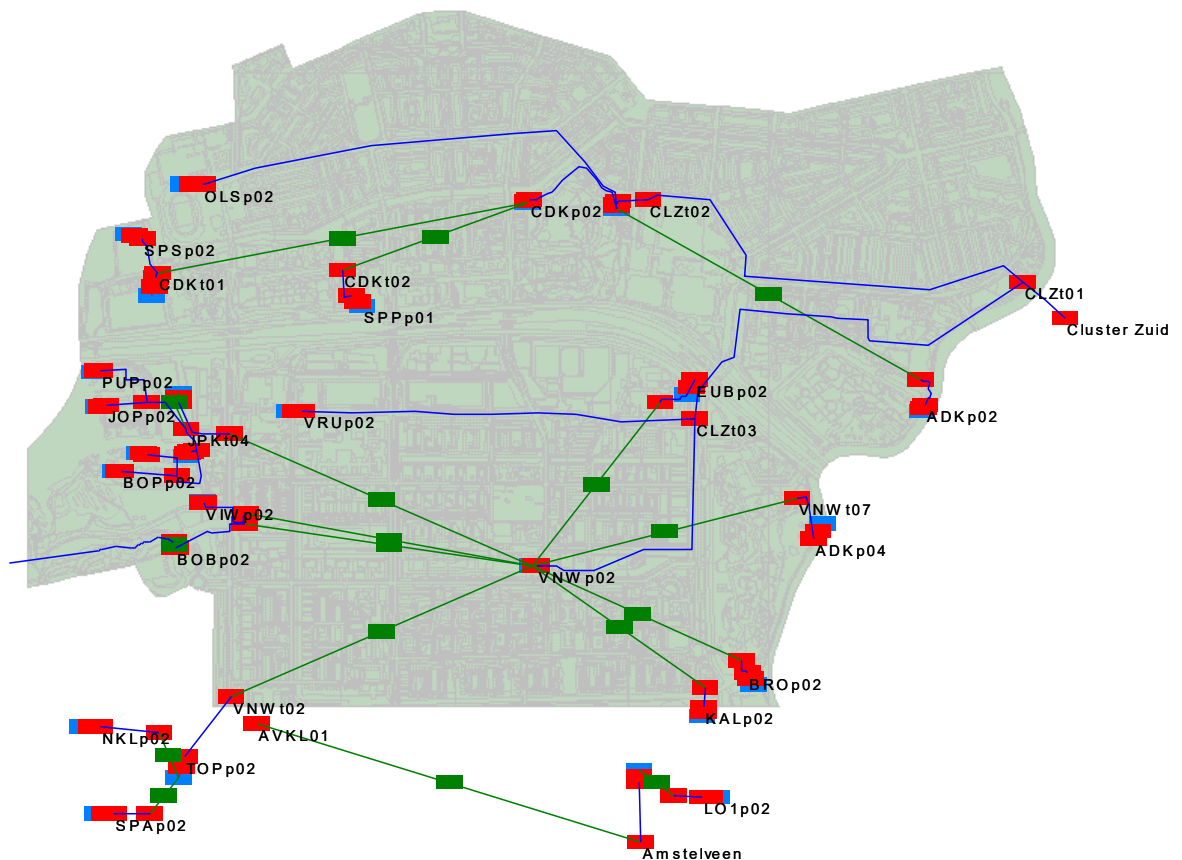 OLSp02
CDKp02
CLZt02
SPSp02
CDKt01
CDKt02
CLZt01
SPPp01
Cluster Zuid
PUPp02
EUBp02
JOPp02
VRUp02
ADKp02
CLZt03
JPKt04
BOPp02
VIWp02
VNWt07
BOBp02
ADKp04
VNWp02
BROp02
VNWt02
KALp02
AVKL01
NKLp02
TOPp02
LO1p02
SPAp02
Amstelveen